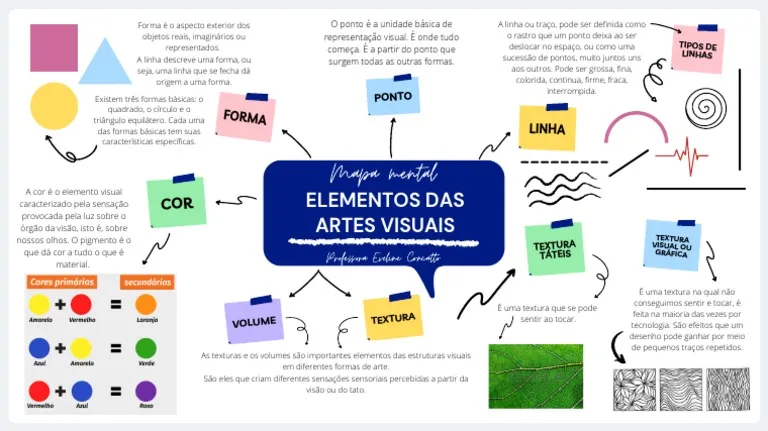 Forma é o aspecto exterior dos
objetos reais, imaginários ou
representados.
A linha descreve uma forma, ou
seja, uma linha que se fecha dá
origem a uma forma.
Existem três formas básicas: o
quadrado, o círculo e o
triângulo equilátero. Cada uma
das formas básicas tem suas
características específicas.
FORMA
O ponto é a unidade básica de
representação visual. É onde tudo
começa. É a partir do ponto que
surgem todas as outras formas.
PONTO
A linha ou traço, pode ser definida como
o rastro que um ponto deixa ao ser
deslocar no espaço, ou como uma
sucessão de pontos, muito juntos uns
aos outros. Pode ser grossa, fina,
colorida, continua, firme, fraca,
interrompida.
LINHA
TIPOS DE
LINHAS
Mapa mental
ELEMENTOS DAS
ARTES VISUAIS
Professora Eveline Concatto
A cor é o elemento visual
caracterizado pela sensação
provocada pela luz sobre o
órgão da visão, isto é, sobre
nossos olhos. O pigmento é o
que dá cor a tudo o que é
material.
COR
Cores primárias
secundárias
Amarelo + Vermelho = Laranja
Azul + Amarelo = Verde
Vermelho + Azul = Roxo
VOLUME
TEXTURA
As texturas e os volumes são importantes elementos das estruturas visuais
em diferentes formas de arte.
São eles que criam diferentes sensações sensoriais percebidas a partir da
visão ou do tato.
TEXTURA
TÁTEIS
É uma textura que se pode
sentir ao tocar.
TEXTURA
VISUAL OU
GRÁFICA
É uma textura na qual não
conseguimos sentir e tocar, é
feita na maioria das vezes por
tecnologia. São efeitos que um
desenho pode ganhar por meio
de pequenos traços repetidos.